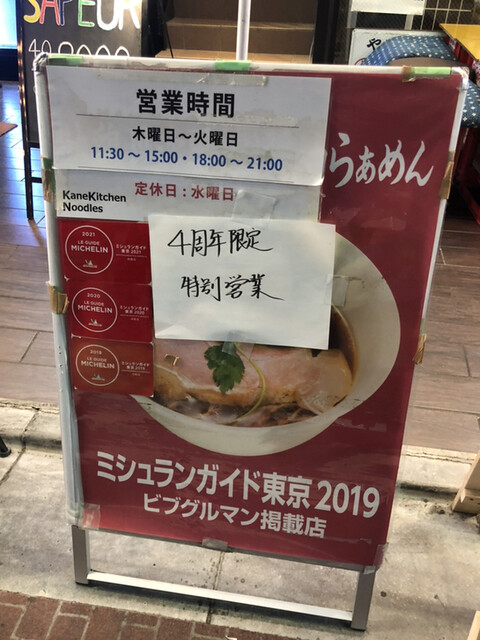 SAPEUR
営業時間
木曜日〜火曜日
11:30 〜 15:00・18:00 〜 21:00
定休日：水曜日
KaneKitchen
Noodles
らぁめん
4周年限定
特別営業
2021
LE GUIDE
MICHELIN
ミシュランガイド
東京 2021
2020
LE GUIDE
MICHELIN
ミシュランガイド
東京 2020
2019
LE GUIDE
MICHELIN
ミシュランガイド
東京 2019
ミシュランガイド東京 2019
ビブグルマン掲載店